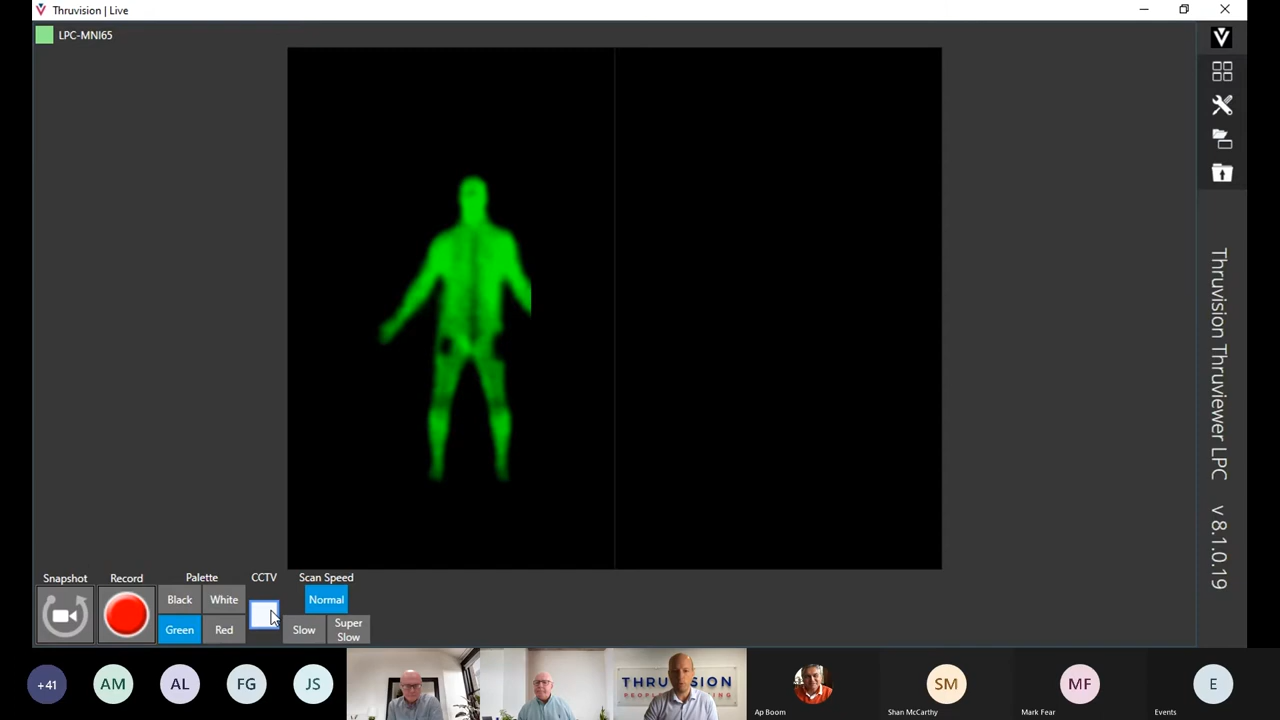 Thruvision | Live
LPC-MNI65
Thruvision Thruviewer LPC v 8.1.0.19
Snapshot
Record
Palette
CCTV
Scan Speed
Black
White
Normal
Green
Red
Slow
Super
Slow
+41
AM
AL
FG
JS
THRUVISION
Ap Boom
SM
Shan McCarthy
MF
Mark Fear
E
Events